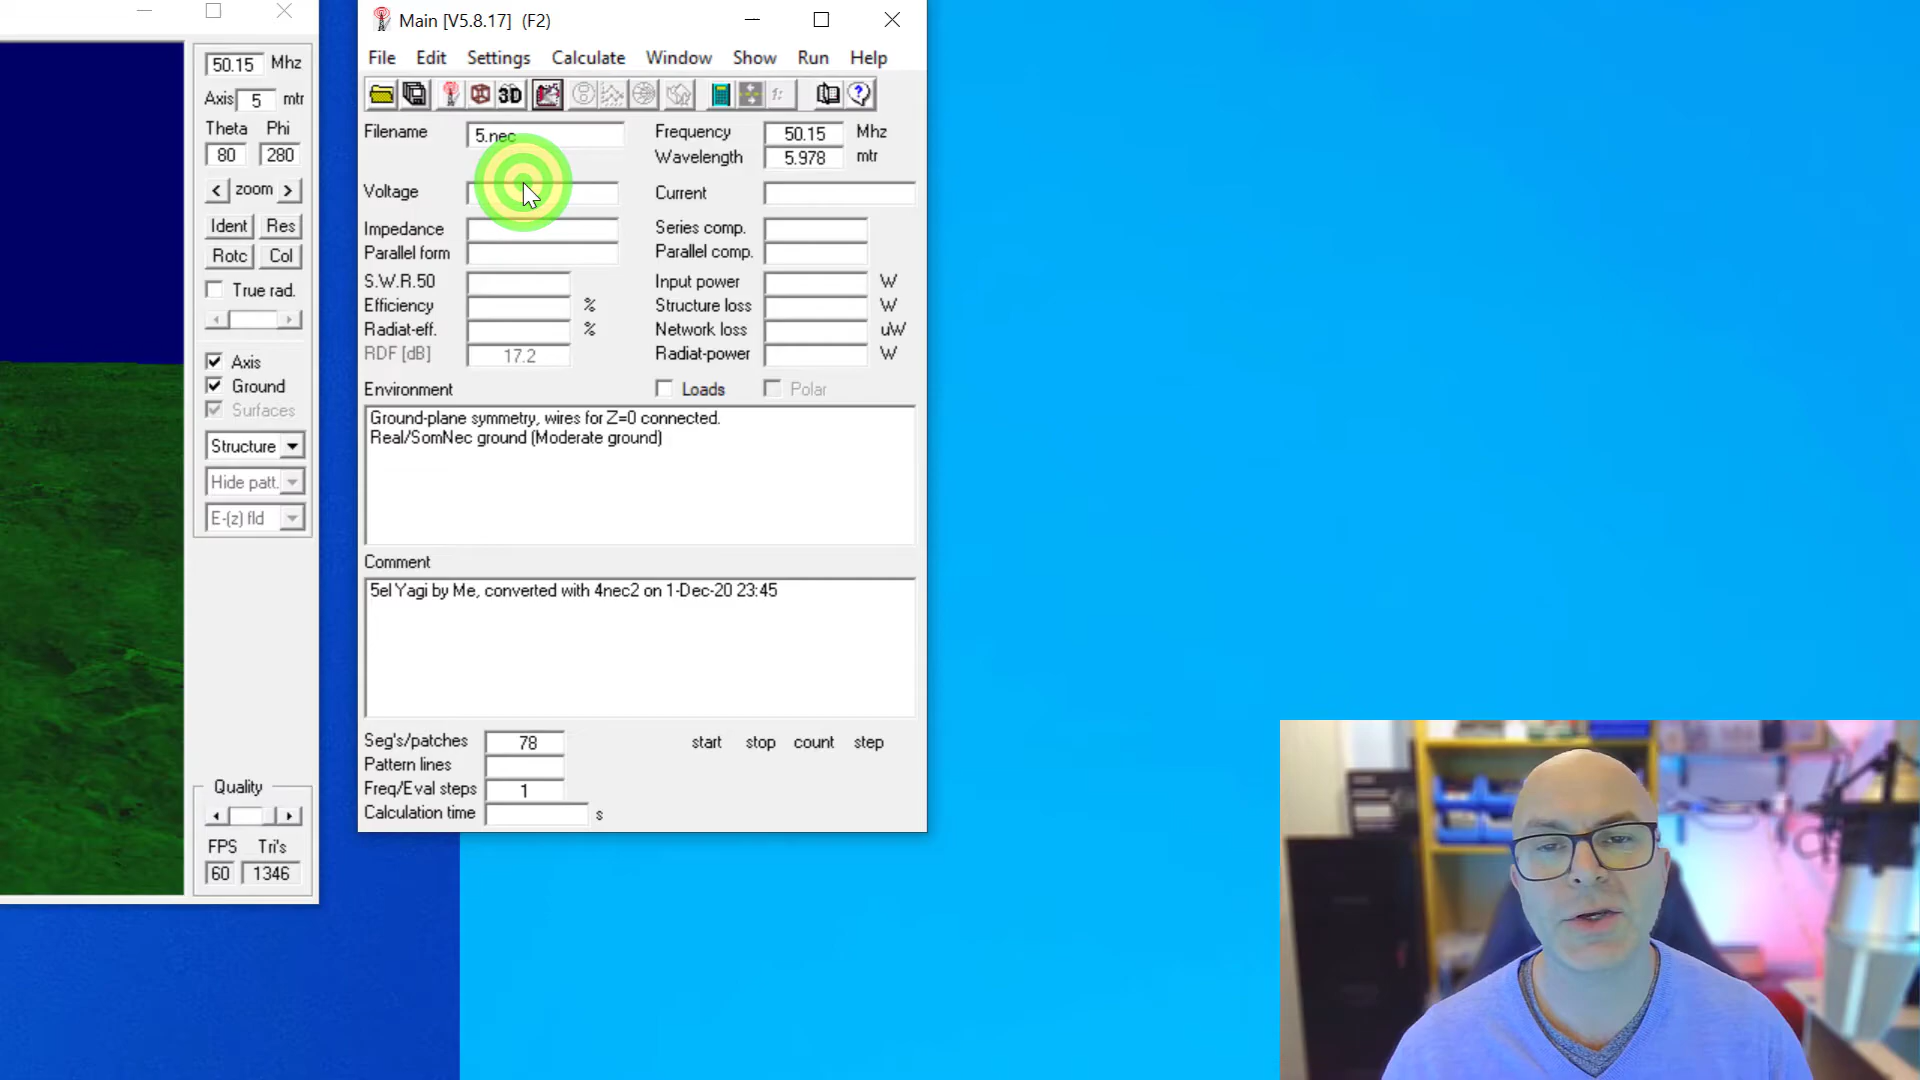 50.15 Mhz
Axis 5 mtr
Theta Phi
80 280
< zoom >
Ident Res
Rotc Col
True rad.
Axis
Ground
Surfaces
Structure
Hide patt.
E-(z) fld
Quality
FPS Tri's
60 1346
Main [V5.8.17] (F2)
File Edit Settings Calculate Window Show Run Help
3D
Filename 5.nec Frequency 50.15 Mhz
Wavelength 5.978 mtr
Voltage Current
Impedance Series comp.
Parallel form Parallel comp.
S.W.R.50 Input power W
Efficiency % Structure loss W
Radiat-eff. % Network loss uW
RDF [dB] 17.2 Radiat-power W
Environment Loads Polar
Ground-plane symmetry, wires for Z=0 connected.
Real/SomNec ground (Moderate ground)
Comment
5el Yagi by Me, converted with 4nec2 on 1-Dec-20 23:45
Seg's/patches 78 start stop count step
Pattern lines
Freq/Eval steps 1
Calculation time s